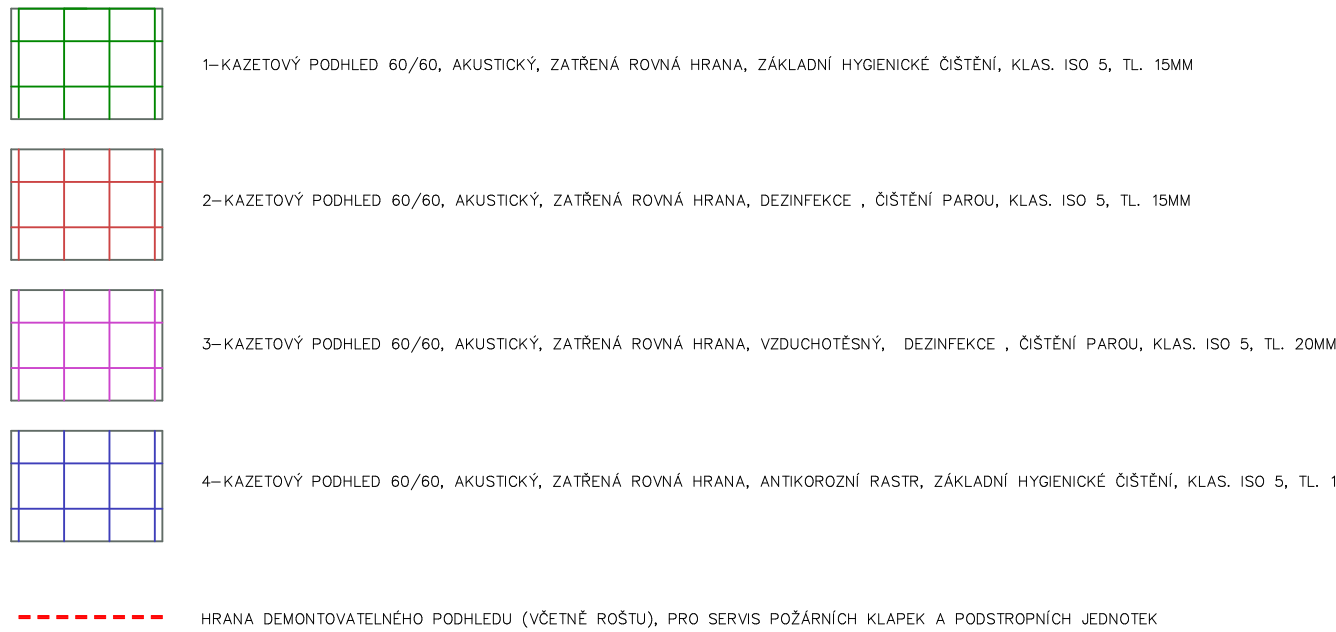 1-KAZETOVÝ PODHLED 60/60, AKUSTICKÝ, ZATŘENÁ ROVNÁ HRANA, ZÁKLADNÍ HYGIENICKÉ ČIŠTĚNÍ, KLAS. ISO 5, TL. 15MM
2-KAZETOVÝ PODHLED 60/60, AKUSTICKÝ, ZATŘENÁ ROVNÁ HRANA, DEZINFEKCE , ČIŠTĚNÍ PAROU, KLAS. ISO 5, TL. 15MM
3-KAZETOVÝ PODHLED 60/60, AKUSTICKÝ, ZATŘENÁ ROVNÁ HRANA, VZDUCHOTĚSNÝ, DEZINFEKCE , ČIŠTĚNÍ PAROU, KLAS. ISO 5, TL. 20MM
4-KAZETOVÝ PODHLED 60/60, AKUSTICKÝ, ZATŘENÁ ROVNÁ HRANA, ANTIKOROZNÍ RASTR, ZÁKLADNÍ HYGIENICKÉ ČIŠTĚNÍ, KLAS. ISO 5, TL. 1
HRANA DEMONTOVATELNÉHO PODHLEDU (VČETNĚ ROŠTU), PRO SERVIS POŽÁRNÍCH KLAPEK A PODSTROPNÍCH JEDNOTEK